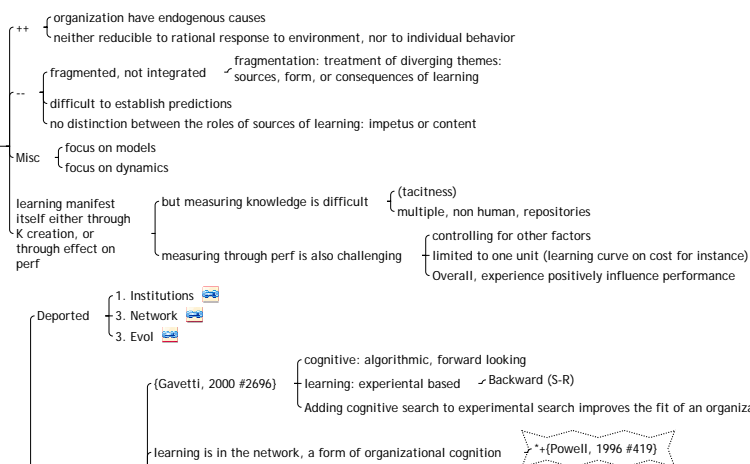 ++
organization have endogenous causes
neither reducible to rational response to environment, nor to individual behavior
--
fragmented, not integrated
fragmentation: treatment of diverging themes:
sources, form, or consequences of learning
difficult to establish predictions
no distinction between the roles of sources of learning: impetus or content
Misc
focus on models
focus on dynamics
learning manifest
itself either through
K creation, or
through effect on
perf
but measuring knowledge is difficult
(tacitness)
multiple, non human, repositories
measuring through perf is also challenging
controlling for other factors
limited to one unit (learning curve on cost for instance)
Overall, experience positively influence performance
Deported
1. Institutions
3. Network
3. Evol
{Gavetti, 2000 #2696}
cognitive: algorithmic, forward looking
learning: experiental based
Backward (S-R)
Adding cognitive search to experimental search improves the fit of an organiza
learning is in the network, a form of organizational cognition
*+{Powell, 1996 #419}